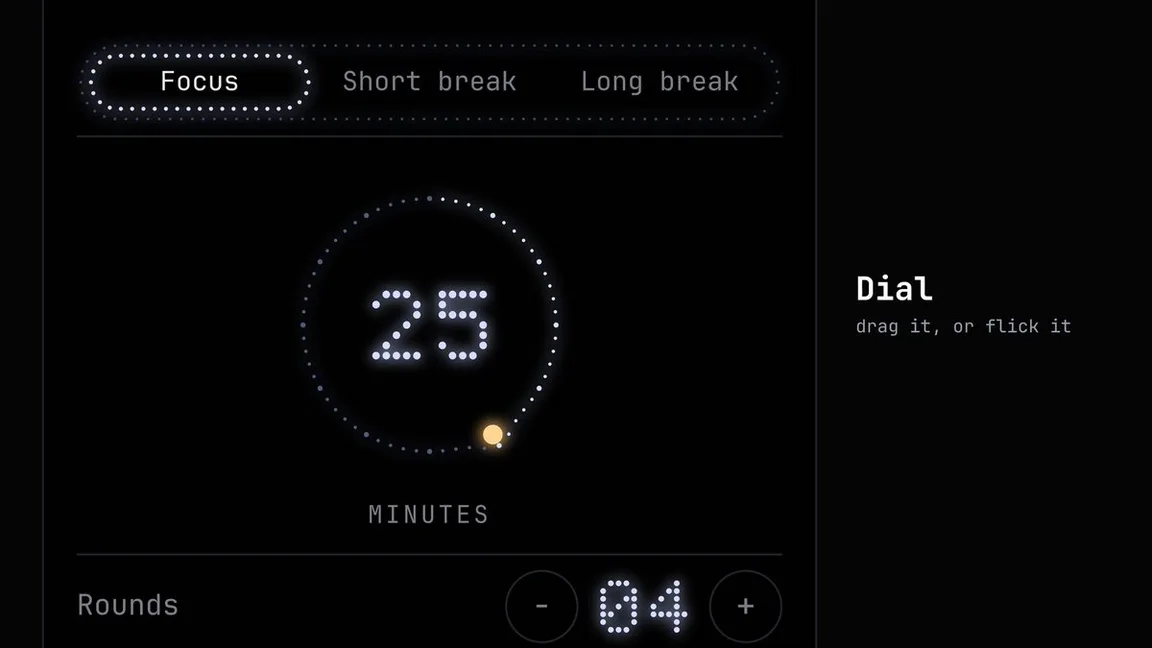 Focus Short break Long break
25
Dial
drag it, or flick it
MINUTES
Rounds - 04 +